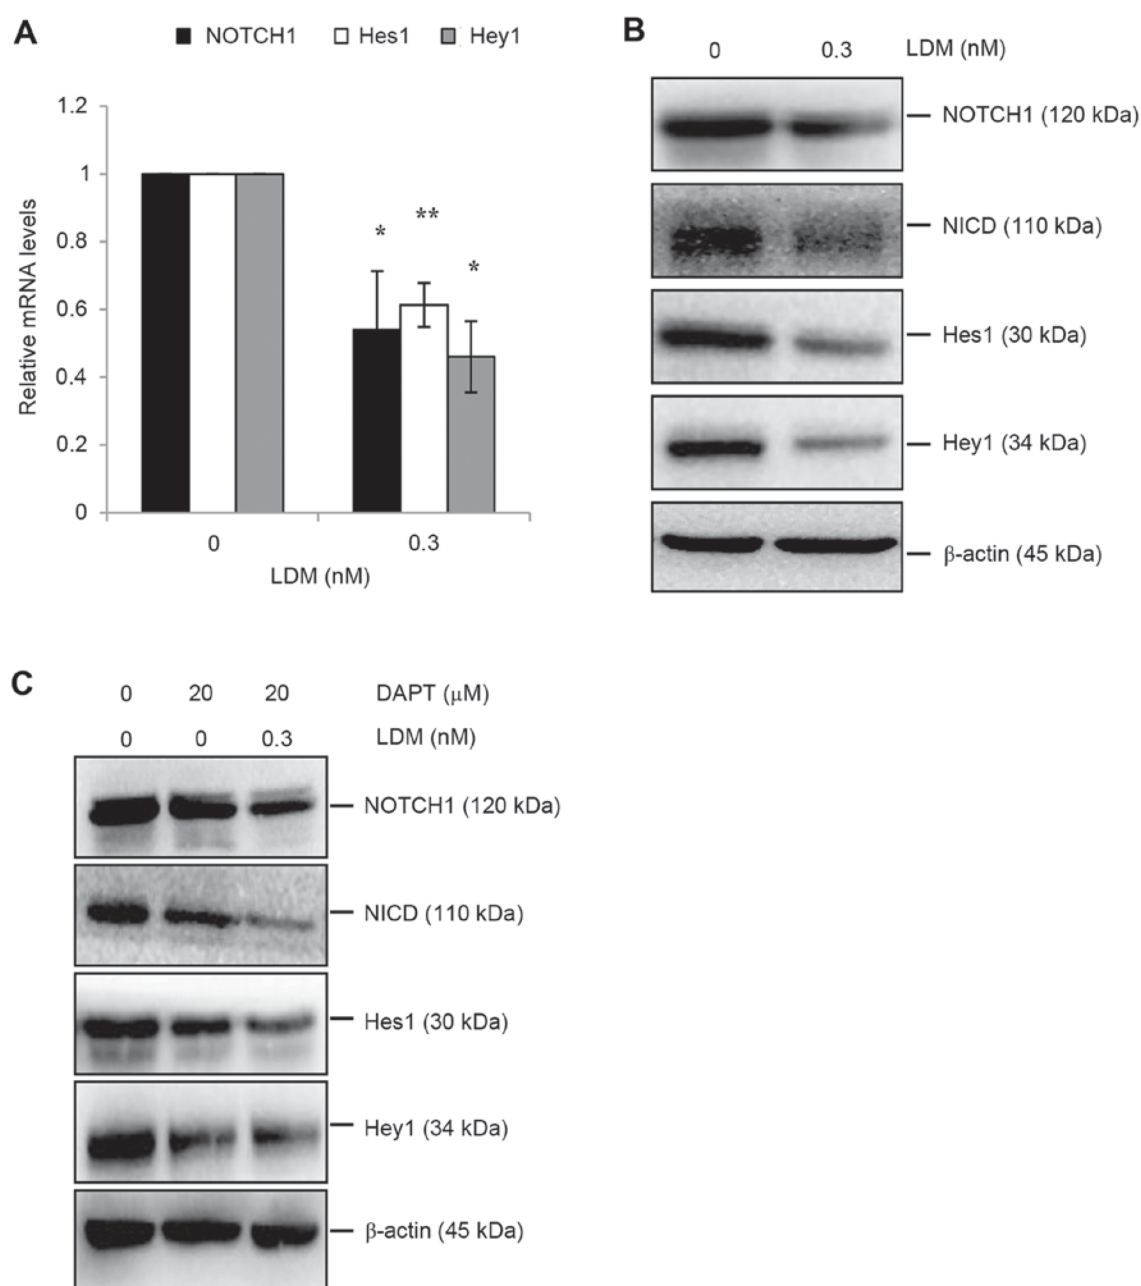 A
NOTCH1 Hes1 Hey1
1.2
1
0.8
0.6
0.4
0.2
0
Relative mRNA levels
* ** *
0 0.3
LDM (nM)
B
0 0.3 LDM (nM)
NOTCH1 (120 kDa)
NICD (110 kDa)
Hes1 (30 kDa)
Hey1 (34 kDa)
β-actin (45 kDa)
C
0 20 20 DAPT (μM)
0 0 0.3 LDM (nM)
NOTCH1 (120 kDa)
NICD (110 kDa)
Hes1 (30 kDa)
Hey1 (34 kDa)
β-actin (45 kDa)